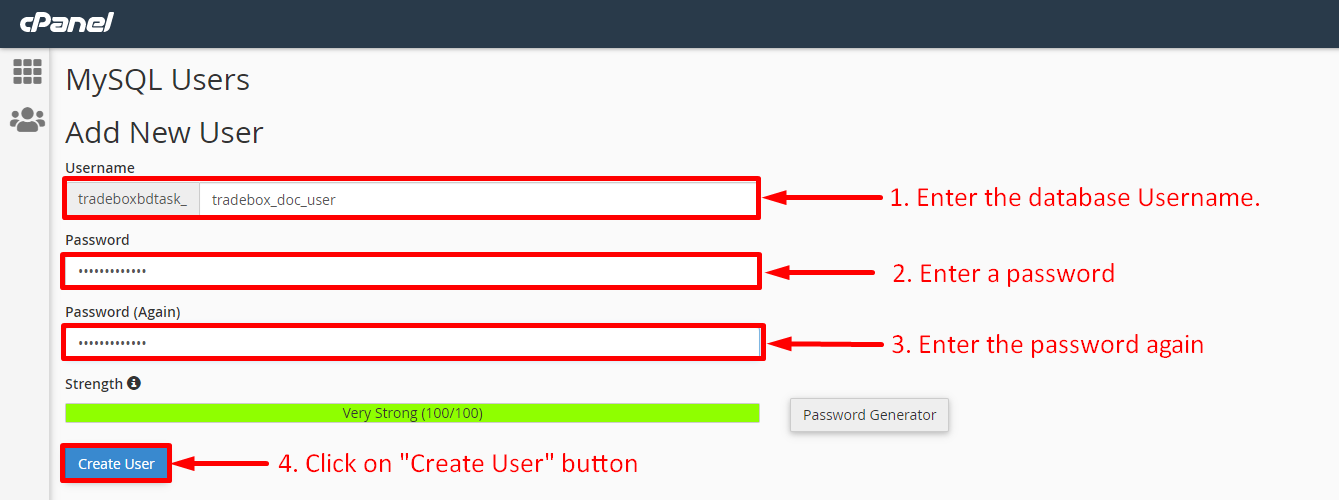 cPanel
MySQL Users
Add New User
Username
tradeboxbdtask_ tradebox_doc_user
1. Enter the database Username.
Password
•••••••••••••
2. Enter a password
Password (Again)
•••••••••••••
3. Enter the password again
Strength
Very Strong (100/100)
Password Generator
Create User
4. Click on "Create User" button